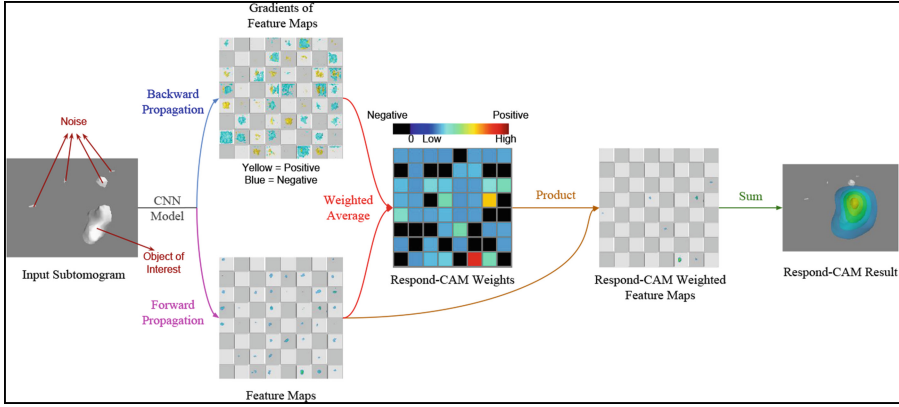 Gradients of
Feature Maps
Backward
Propagation
Noise
Yellow = Positive
Blue = Negative
Negative
Positive
0 Low
High
CNN
Model
Weighted
Average
Product
Sum
Object of
Interest
Input Subtomogram
Respond-CAM Weights
Respond-CAM Weighted
Feature Maps
Respond-CAM Result
Forward
Propagation
Feature Maps